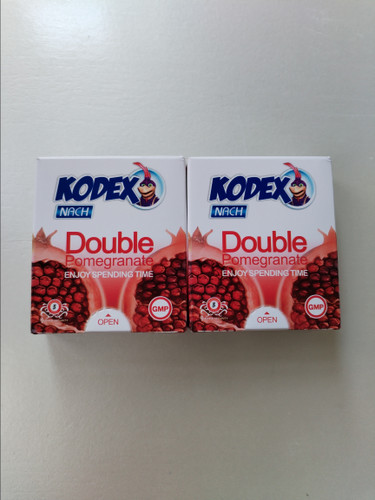 KODEX
NACH
Double
Pomegranate
ENJOY SPENDING TIME
GMP
OPEN
KODEX
NACH
Double
Pomegranate
ENJOY SPENDING TIME
GMP
OPEN